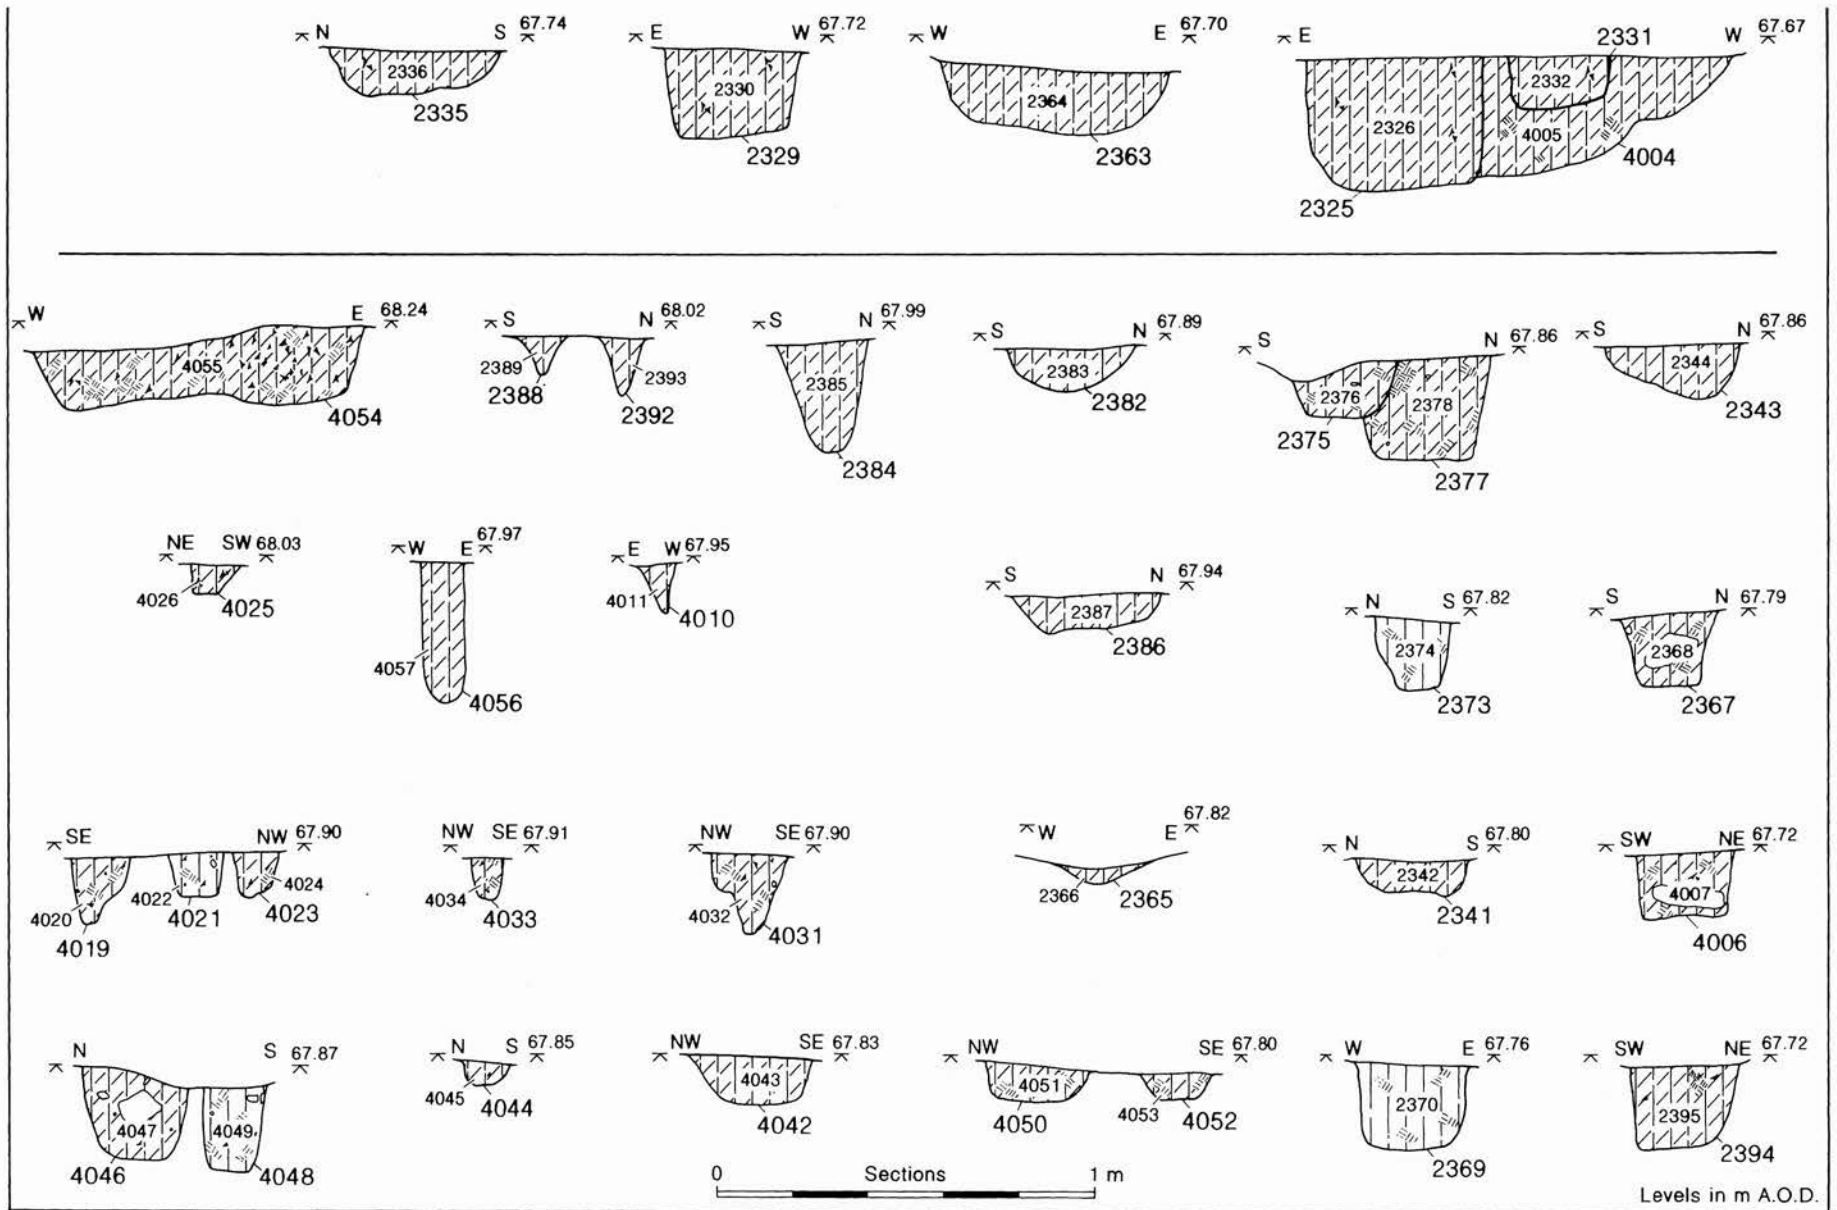 N S 67.74
2336
2335
E W 67.72
2330
2329
W E 67.70
2364
2363
E 2331 W 67.67
2332
2326 4005
4004
2325
W E 68.24
4055
4054
S N 68.02
2389 2393
2388 2392
S N 67.99
2385
2384
S N 67.89
2383
2382
S N 67.86
2376 2378
2375
2377
S N 67.86
2344
2343
NE SW 68.03
4026 4025
W E 67.97
4057
4056
E W 67.95
4011 4010
S N 67.94
2387
2386
N S 67.82
2374
2373
S N 67.79
2368
2367
SE NW 67.90
4020 4022 4024
4019 4021 4023
NW SE 67.91
4034 4033
NW SE 67.90
4032 4031
W E 67.82
2366 2365
N S 67.80
2342
2341
SW NE 67.72
4007
4006
N S 67.87
4047 4049
4046 4048
N S 67.85
4045 4044
NW SE 67.83
4043
4042
NW SE 67.80
4051 4053
4050 4052
W E 67.76
2370
2369
SW NE 67.72
2395
2394
0 Sections 1 m
Levels in m A.O.D.